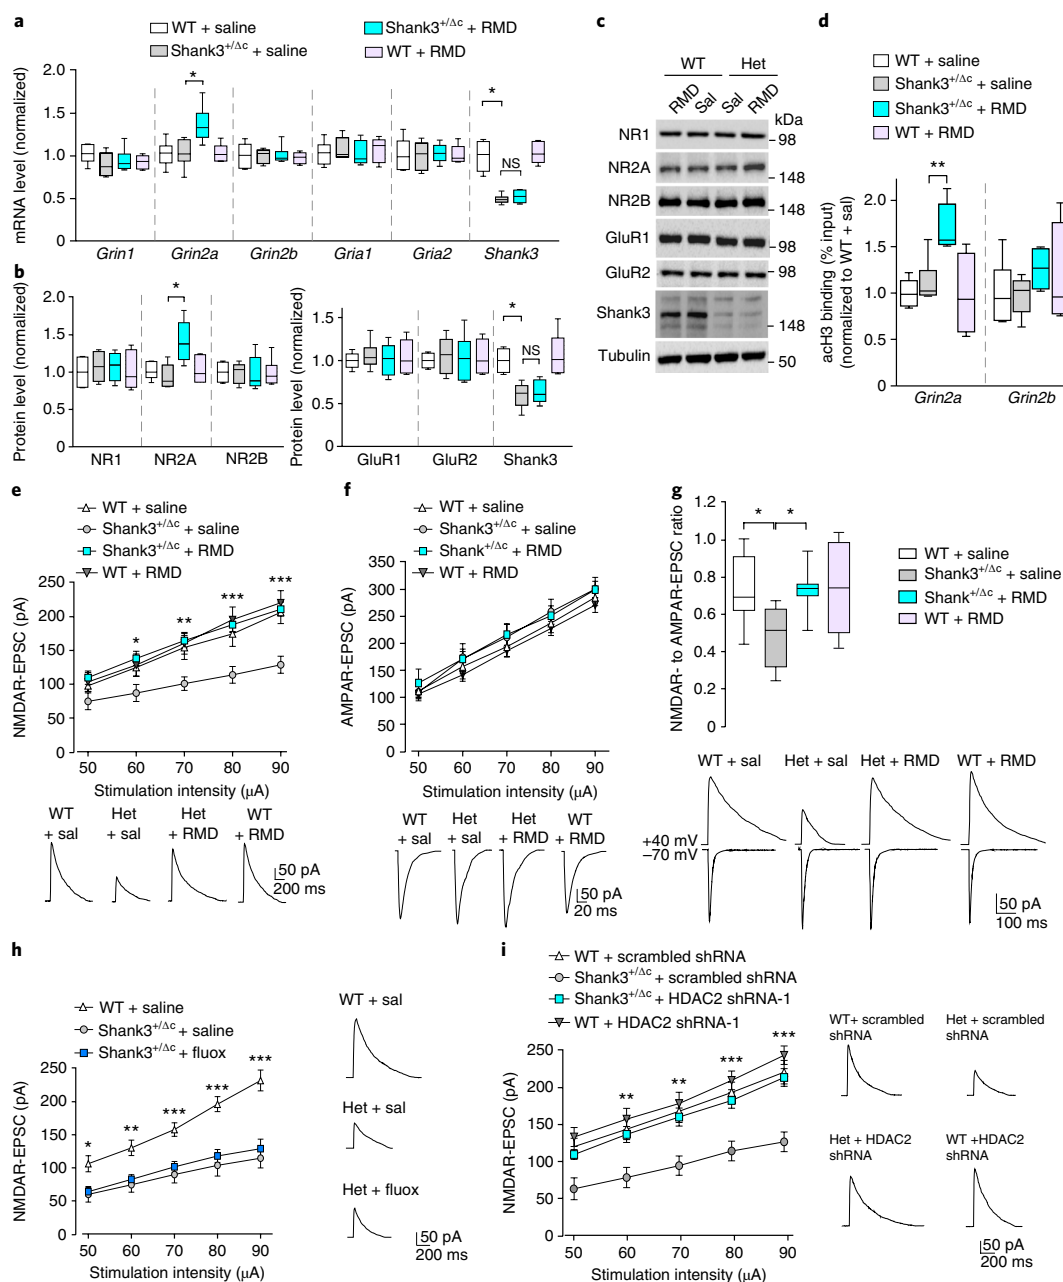 a
WT + saline
Shank3+/Δc + saline
Shank3+/Δc + RMD
WT + RMD
mRNA level (normalized)
2.0
1.5
1.0
0.5
0
*
*
NS
Grin1 Grin2a Grin2b Gria1 Gria2 Shank3
b
Protein level (normalized)
2.0
1.5
1.0
0.5
0
*
NR1 NR2A NR2B
Protein level (normalized)
1.5
1.0
0.5
0
*
NS
GluR1 GluR2 Shank3
c
WT Het
RMD Sal Sal RMD
kDa
NR1 98
NR2A 148
NR2B 148
GluR1 98
GluR2 98
Shank3 148
Tubulin 50
d
WT + saline
Shank3+/Δc + saline
Shank3+/Δc + RMD
WT + RMD
acH3 binding (% input)
(normalized to WT + sal)
2.0
1.5
1.0
0.5
0
**
Grin2a Grin2b
e
WT + saline
Shank3+/Δc + saline
Shank3+/Δc + RMD
WT + RMD
NMDAR-EPSC (pA)
250
200
150
100
50
0
* ** *** ***
50 60 70 80 90
Stimulation intensity (μA)
WT + sal
Het + sal
Het + RMD
WT + RMD
50 pA
200 ms
f
WT + saline
Shank3+/Δc + saline
Shank+/Δc + RMD
WT + RMD
AMPAR-EPSC (pA)
350
300
250
200
150
100
50
0
50 60 70 80 90
Stimulation intensity (μA)
WT + sal
Het + sal
Het + RMD
WT + RMD
50 pA
20 ms
g
NMDAR- to AMPAR-EPSC ratio
1.2
1.0
0.8
0.6
0.4
0.2
0
* *
WT + saline
Shank3+/Δc + saline
Shank+/Δc + RMD
WT + RMD
WT + sal Het + sal Het + RMD WT + RMD
+40 mV
−70 mV
50 pA
100 ms
h
WT + saline
Shank3+/Δc + saline
Shank3+/Δc + fluox
NMDAR-EPSC (pA)
250
200
150
100
50
0
* ** *** *** ***
50 60 70 80 90
Stimulation intensity (μA)
WT + sal
Het + sal
Het + fluox
50 pA
200 ms
i
WT + scrambled shRNA
Shank3+/Δc + scrambled shRNA
Shank3+/Δc + HDAC2 shRNA-1
WT + HDAC2 shRNA-1
NMDAR-EPSC (pA)
250
200
150
100
50
0
** ** *** ***
50 60 70 80 90
Stimulation intensity (μA)
WT+scrambled
shRNA
Het + scrambled
shRNA
Het + HDAC2
shRNA
WT +HDAC2
shRNA
50 pA
200 ms